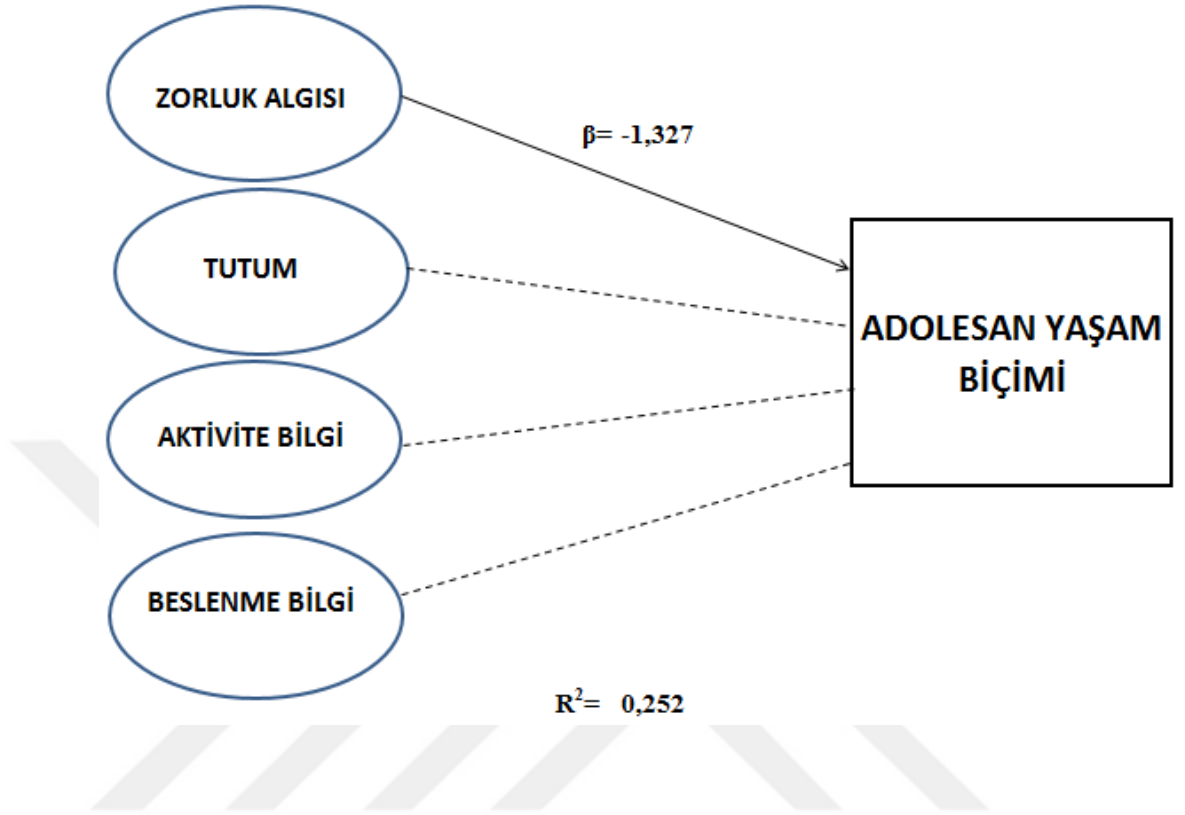 ZORLUK ALGISI
β= -1,327
TUTUM
ADOLESAN YAŞAM
BİÇİMİ
AKTİVİTE BİLGİ
BESLENME BİLGİ
R²= 0,252